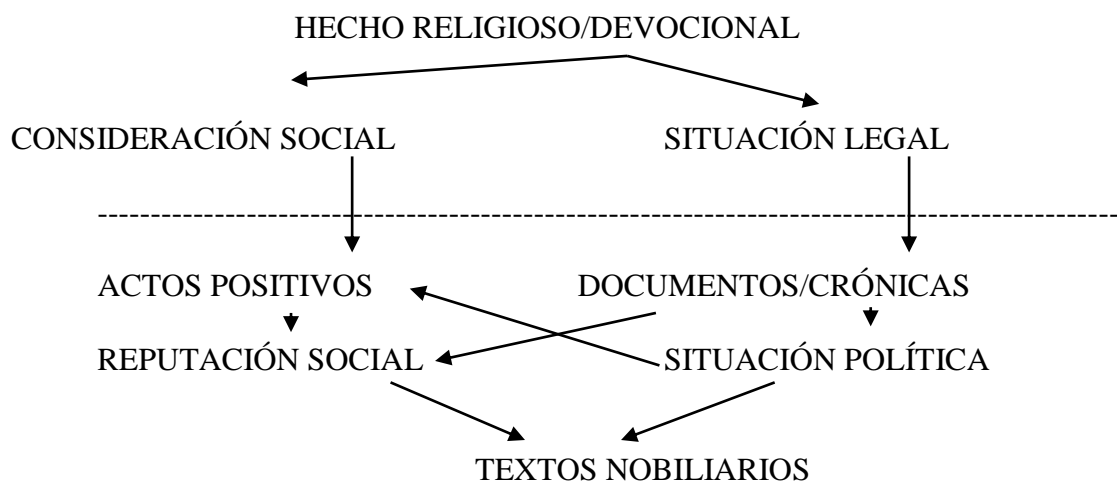 HECHO RELIGIOSO/DEVOCIONAL
CONSIDERACIÓN SOCIAL SITUACIÓN LEGAL
ACTOS POSITIVOS DOCUMENTOS/CRÓNICAS
REPUTACIÓN SOCIAL SITUACIÓN POLÍTICA
TEXTOS NOBILIARIOS